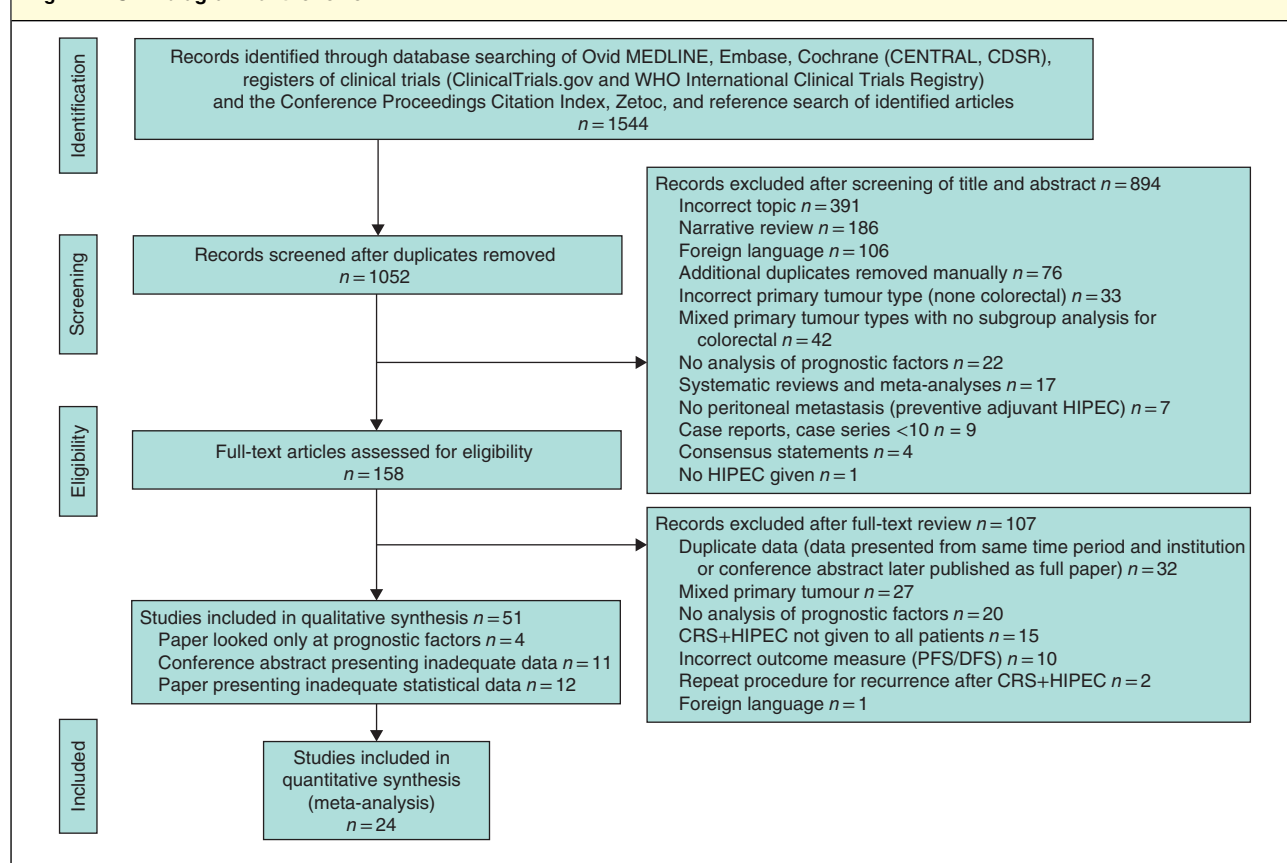 Identification
Records identified through database searching of Ovid MEDLINE, Embase, Cochrane (CENTRAL, CDSR),
registers of clinical trials (ClinicalTrials.gov and WHO International Clinical Trials Registry)
and the Conference Proceedings Citation Index, Zetoc, and reference search of identified articles
n = 1544
Records excluded after screening of title and abstract n = 894
Incorrect topic n = 391
Narrative review n = 186
Foreign language n = 106
Additional duplicates removed manually n = 76
Incorrect primary tumour type (none colorectal) n = 33
Mixed primary tumour types with no subgroup analysis for
colorectal n = 42
No analysis of prognostic factors n = 22
Systematic reviews and meta-analyses n = 17
No peritoneal metastasis (preventive adjuvant HIPEC) n = 7
Case reports, case series <10 n = 9
Consensus statements n = 4
No HIPEC given n = 1
Screening
Records screened after duplicates removed
n = 1052
Eligibility
Full-text articles assessed for eligibility
n = 158
Records excluded after full-text review n = 107
Duplicate data (data presented from same time period and institution
or conference abstract later published as full paper) n = 32
Mixed primary tumour n = 27
No analysis of prognostic factors n = 20
CRS+HIPEC not given to all patients n = 15
Incorrect outcome measure (PFS/DFS) n = 10
Repeat procedure for recurrence after CRS+HIPEC n = 2
Foreign language n = 1
Studies included in qualitative synthesis n = 51
Paper looked only at prognostic factors n = 4
Conference abstract presenting inadequate data n = 11
Paper presenting inadequate statistical data n = 12
Included
Studies included in
quantitative synthesis
(meta-analysis)
n = 24